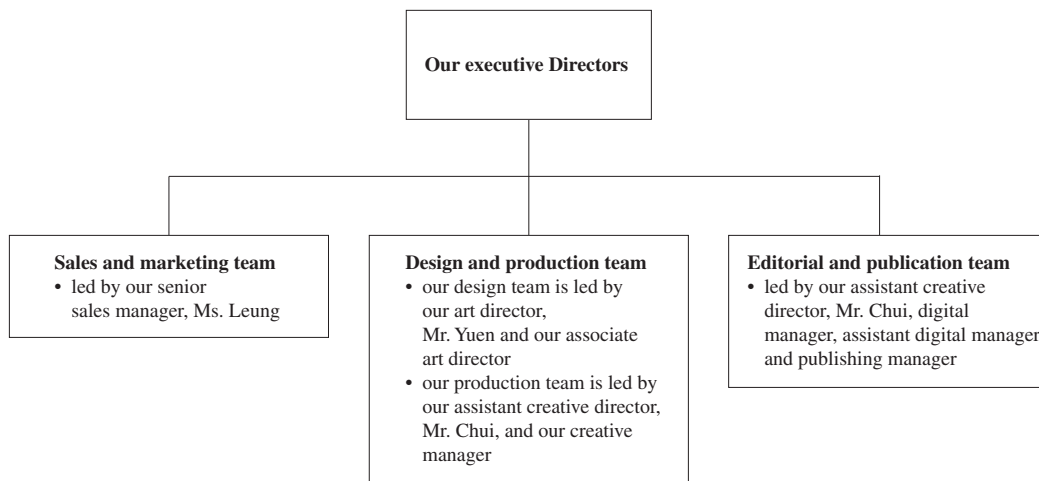 Our executive Directors
Sales and marketing team
• led by our senior
sales manager, Ms. Leung
Design and production team
• our design team is led by
our art director,
Mr. Yuen and our associate
art director
• our production team is led by
our assistant creative director,
Mr. Chui, and our creative
manager
Editorial and publication team
• led by our assistant creative
director, Mr. Chui, digital
manager, assistant digital manager
and publishing manager